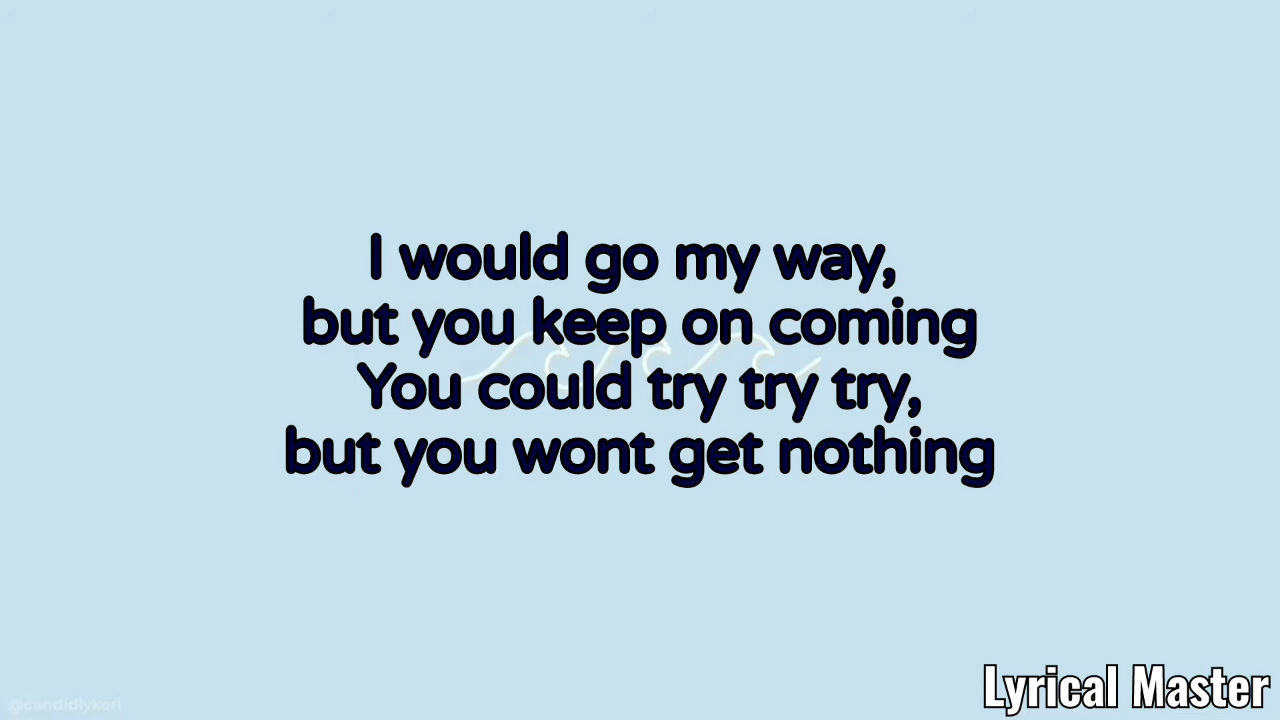 I would go my way,
but you keep on coming
You could try try try,
but you wont get nothing
Lyrical Master
@candidlykeri